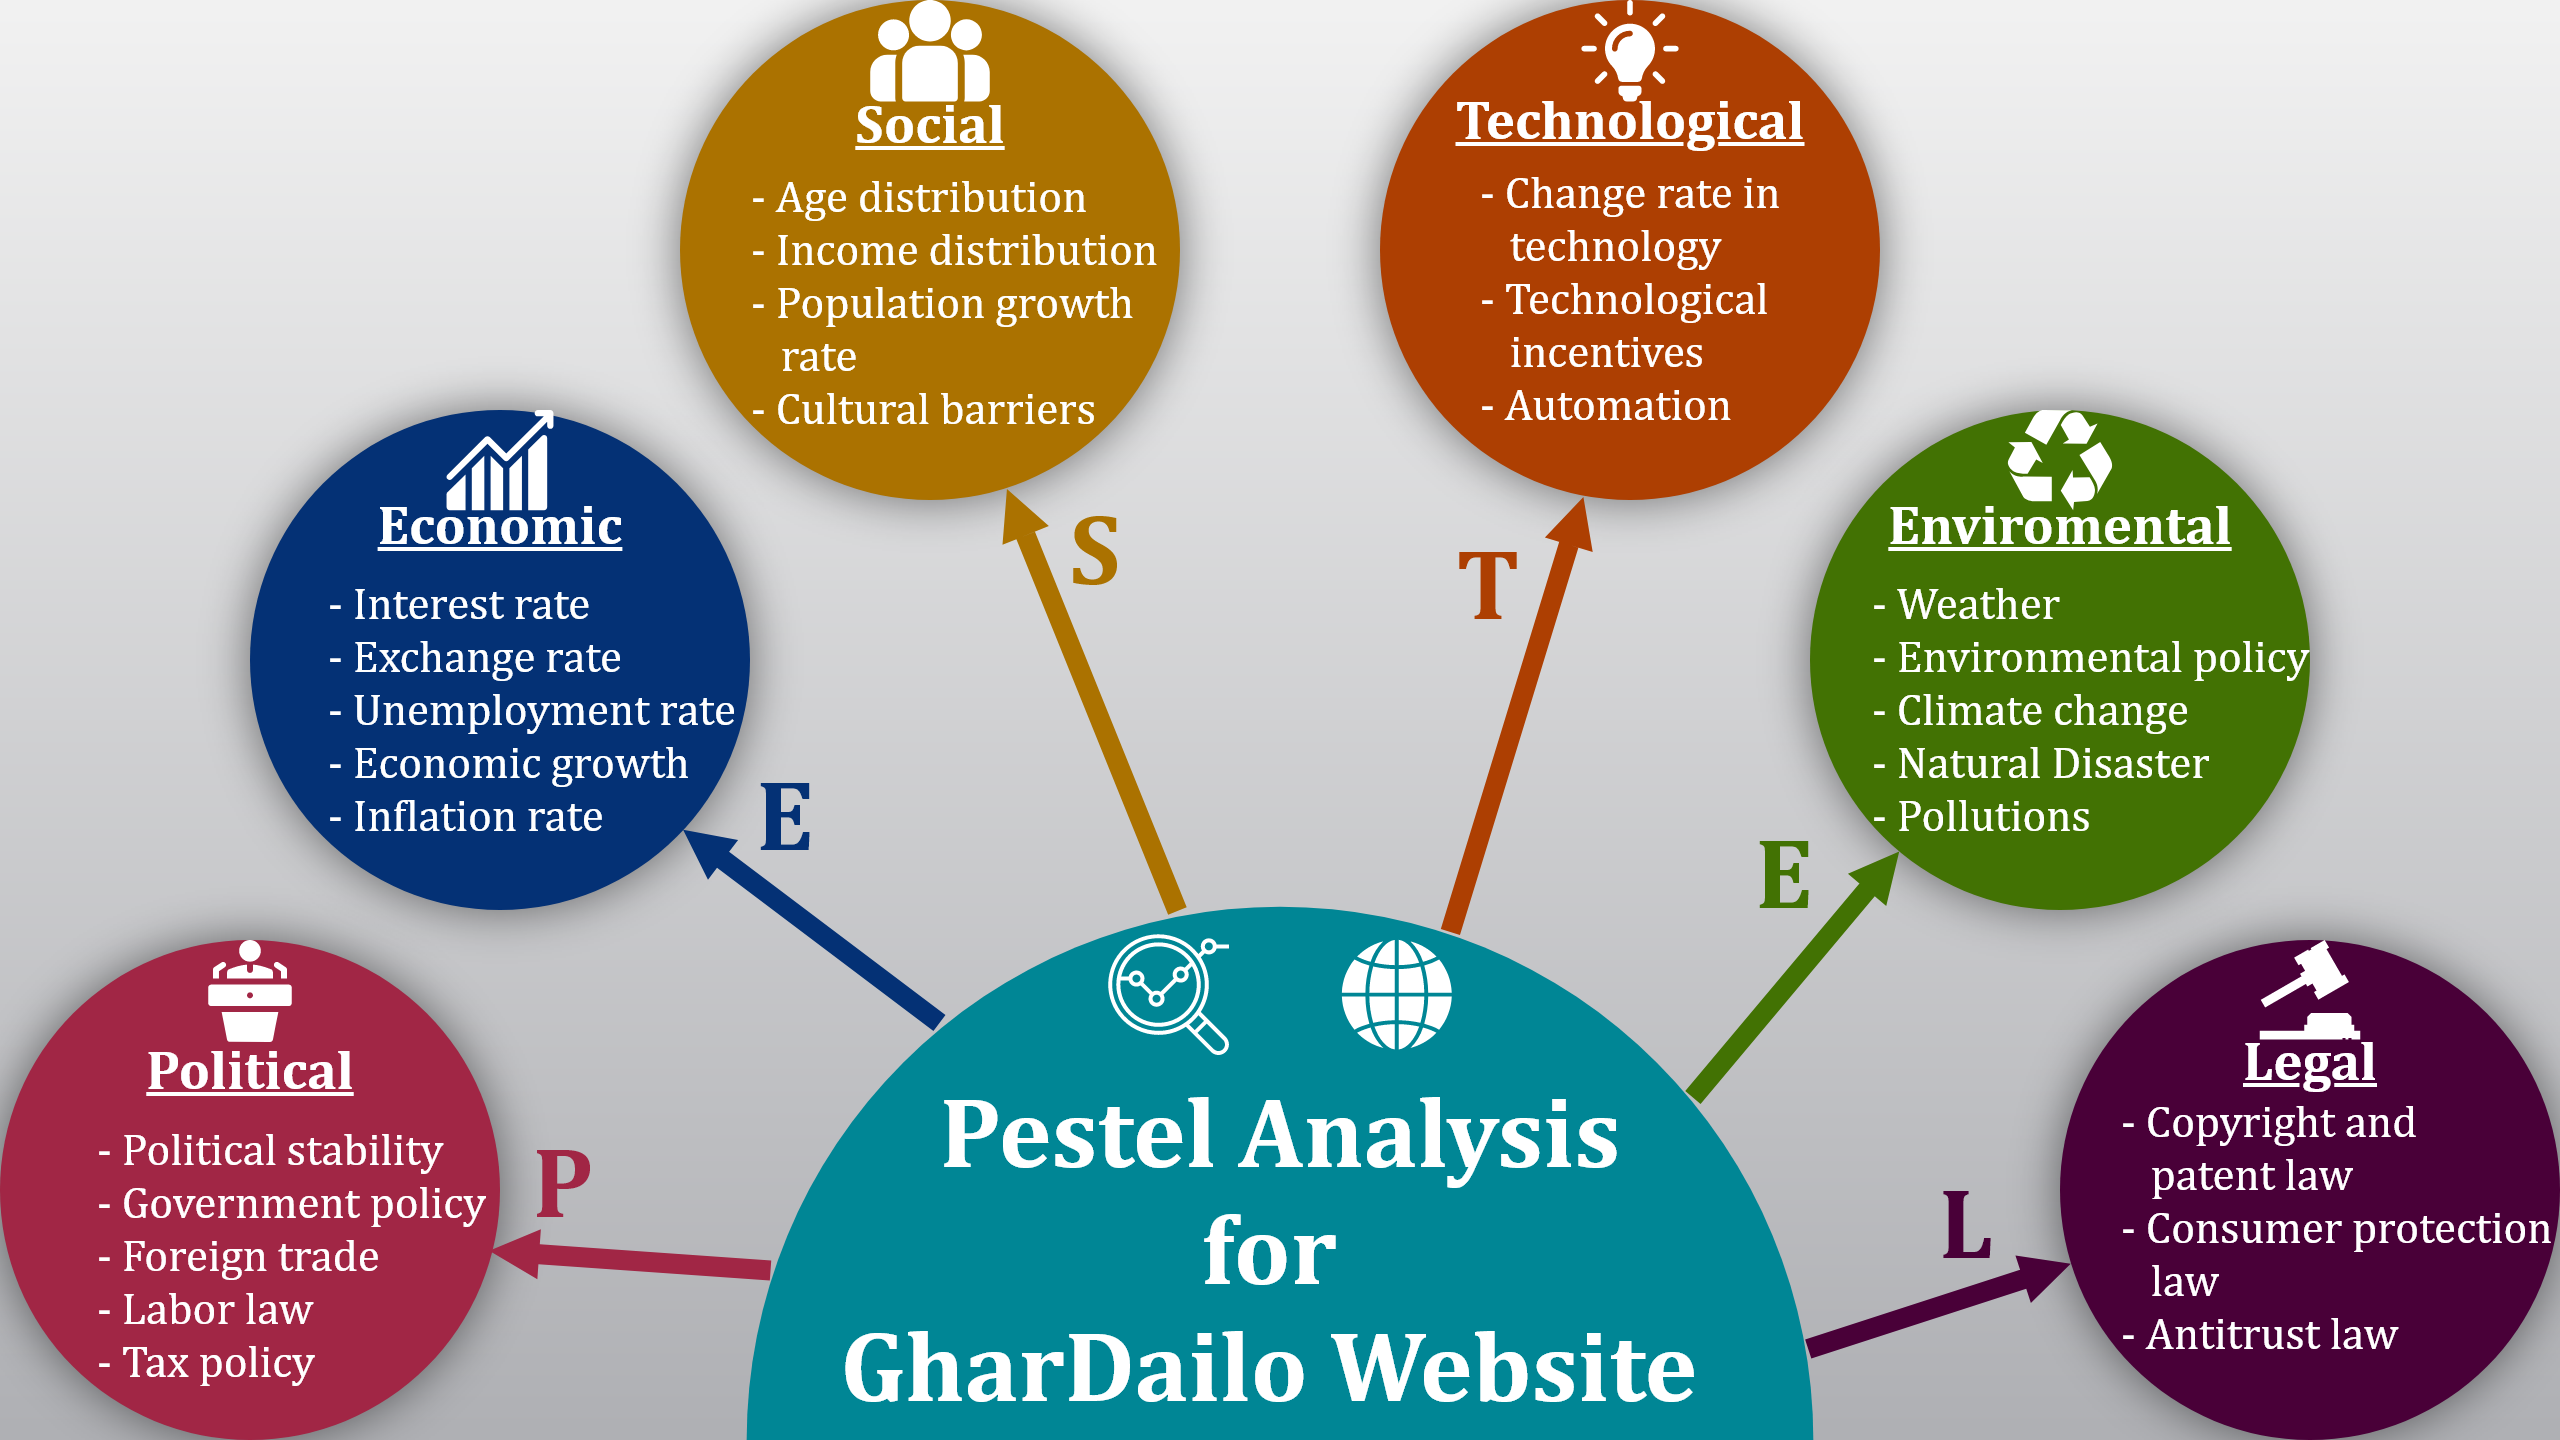 Social
- Age distribution
- Income distribution
- Population growth
rate
- Cultural barriers
Technological
- Change rate in
technology
- Technological
incentives
- Automation
Economic
- Interest rate
- Exchange rate
- Unemployment rate
- Economic growth
- Inflation rate
Enviromental
- Weather
- Environmental policy
- Climate change
- Natural Disaster
- Pollutions
Political
- Political stability
- Government policy
- Foreign trade
- Labor law
- Tax policy
Legal
- Copyright and
patent law
- Consumer protection
law
- Antitrust law
P
E
S
T
E
L
Pestel Analysis
for
GharDailo Website